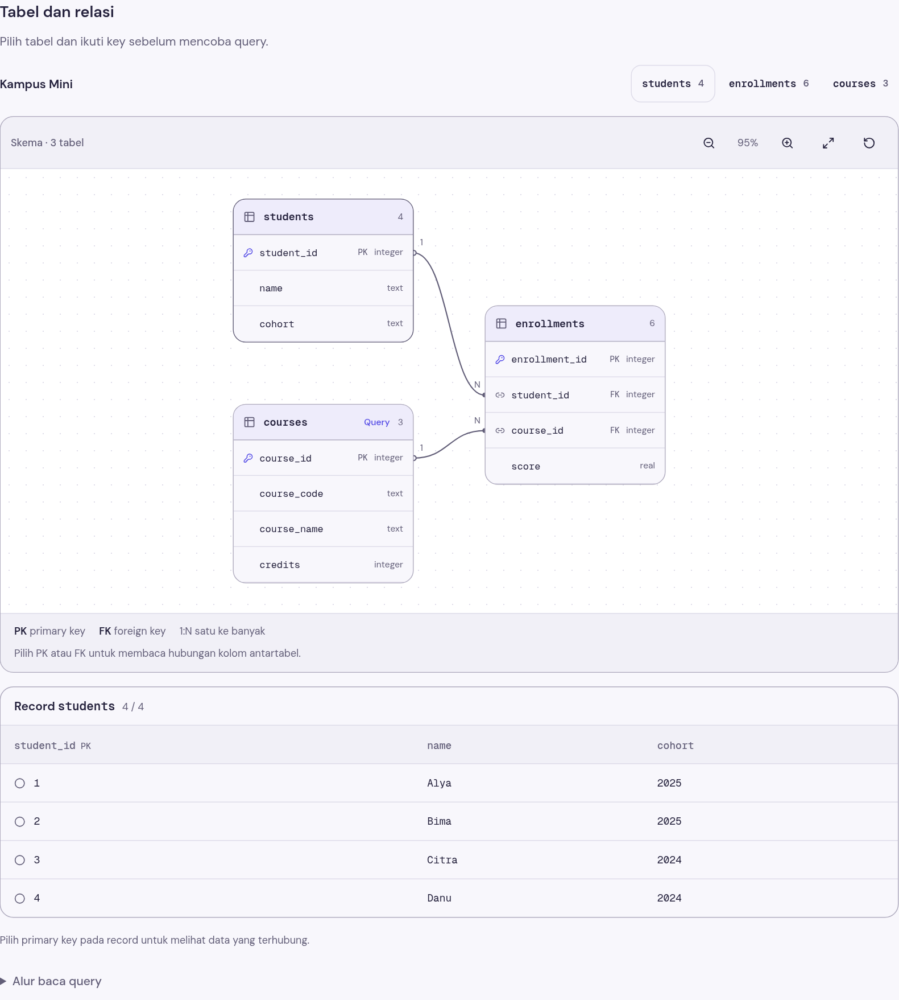 Tabel dan relasi
Pilih tabel dan ikuti key sebelum mencoba query.
Kampus Mini
students 4 enrollments 6 courses 3
Skema · 3 tabel
95%
students 4
student_id PK integer
name text
cohort text
1
enrollments 6
enrollment_id PK integer
N
student_id FK integer
N
course_id FK integer
score real
courses Query 3
1
course_id PK integer
course_code text
course_name text
credits integer
PK primary key FK foreign key 1:N satu ke banyak
Pilih PK atau FK untuk membaca hubungan kolom antartabel.
Record students 4 / 4
student_id PK name cohort
1 Alya 2025
2 Bima 2025
3 Citra 2024
4 Danu 2024
Pilih primary key pada record untuk melihat data yang terhubung.
Alur baca query